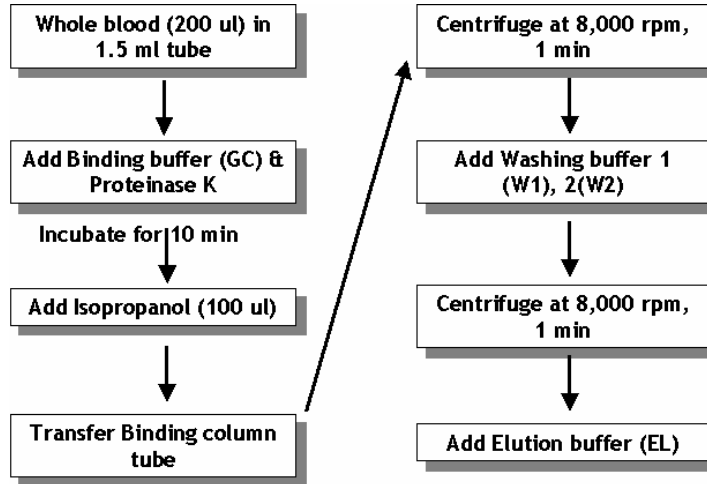 Whole blood (200 ul) in
1.5 ml tube
Add Binding buffer (GC) &
Proteinase K
Incubate for 10 min
Add Isopropanol (100 ul)
Transfer Binding column
tube
Centrifuge at 8,000 rpm,
1 min
Add Washing buffer 1
(W1), 2(W2)
Centrifuge at 8,000 rpm,
1 min
Add Elution buffer (EL)